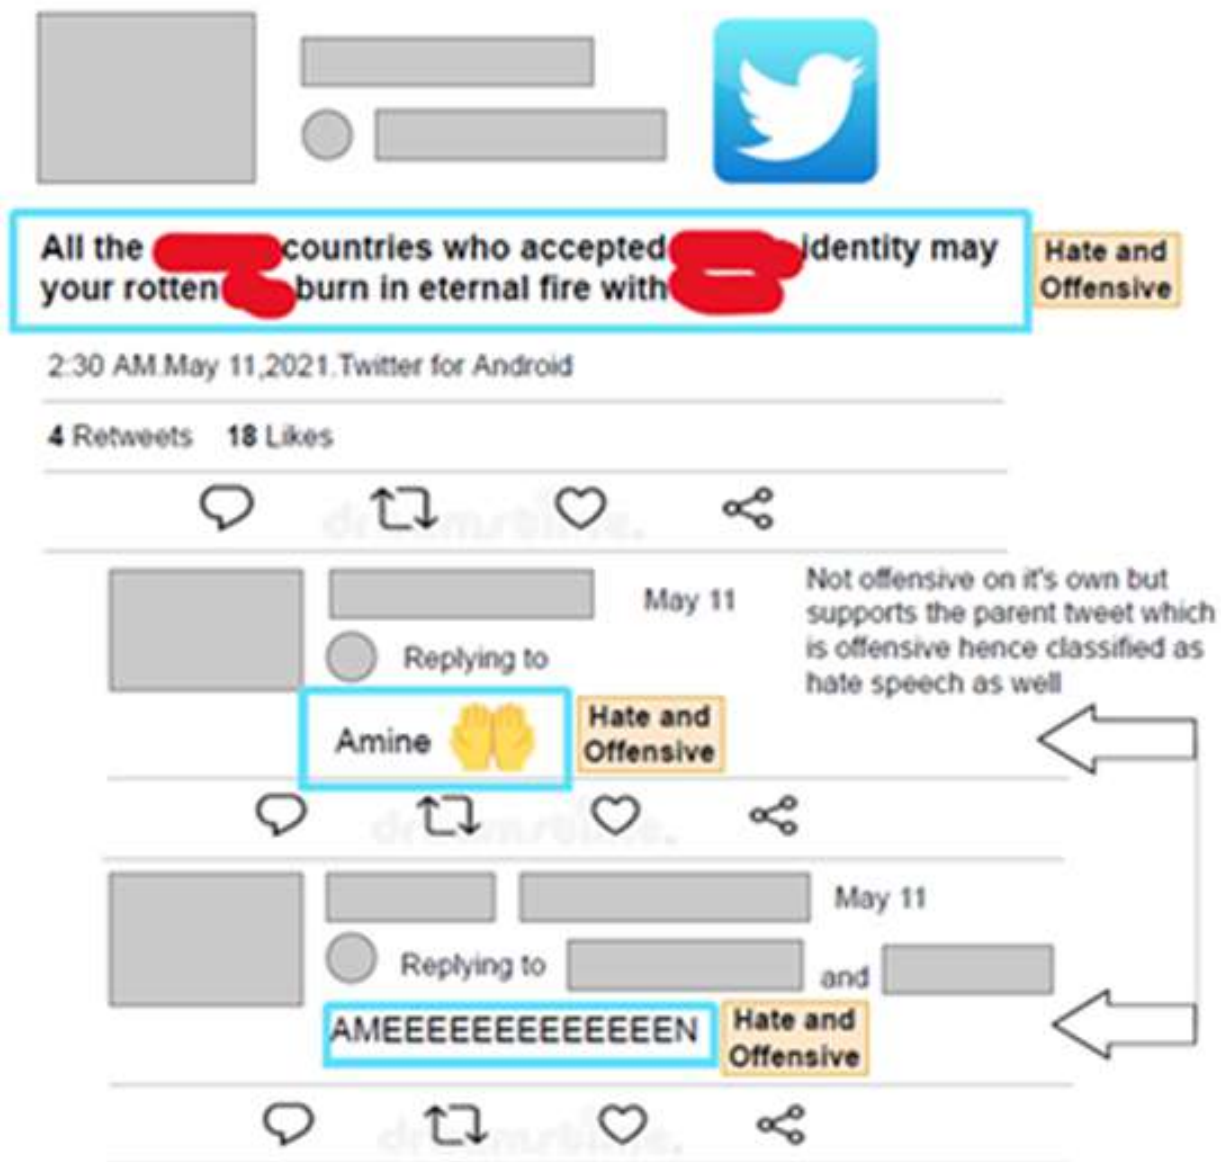 All the countries who accepted identity may
your rotten burn in eternal fire with
Hate and
Offensive
2:30 AM.May 11,2021.Twitter for Android
4 Retweets 18 Likes
dreamstime.
May 11
Replying to
Not offensive on it's own but
supports the parent tweet which
is offensive hence classified as
hate speech as well
Amine
Hate and
Offensive
dreamstime.
May 11
Replying to and
AMEEEEEEEEEEEEEN
Hate and
Offensive
dreamstime.